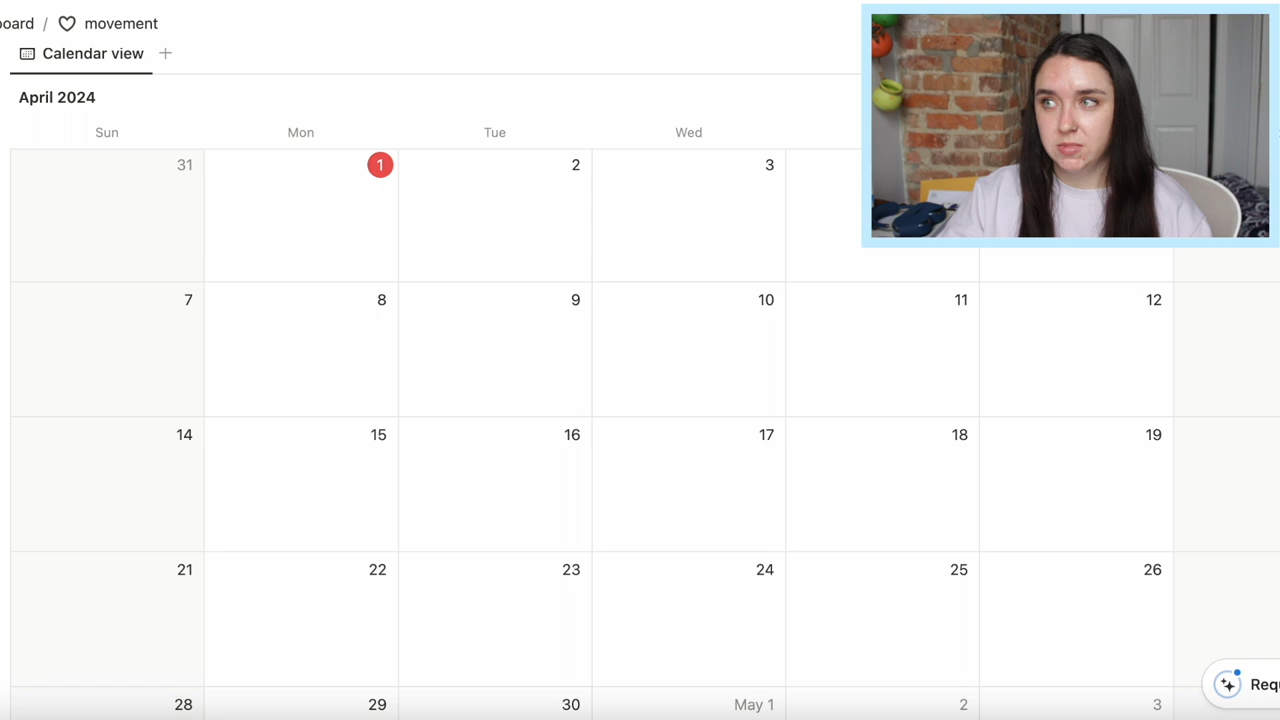 board / movement
Calendar view
April 2024
Sun Mon Tue Wed
31 1 2 3
7 8 9 10 11 12
14 15 16 17 18 19
21 22 23 24 25 26
28 29 30 May 1 2 3
Requ